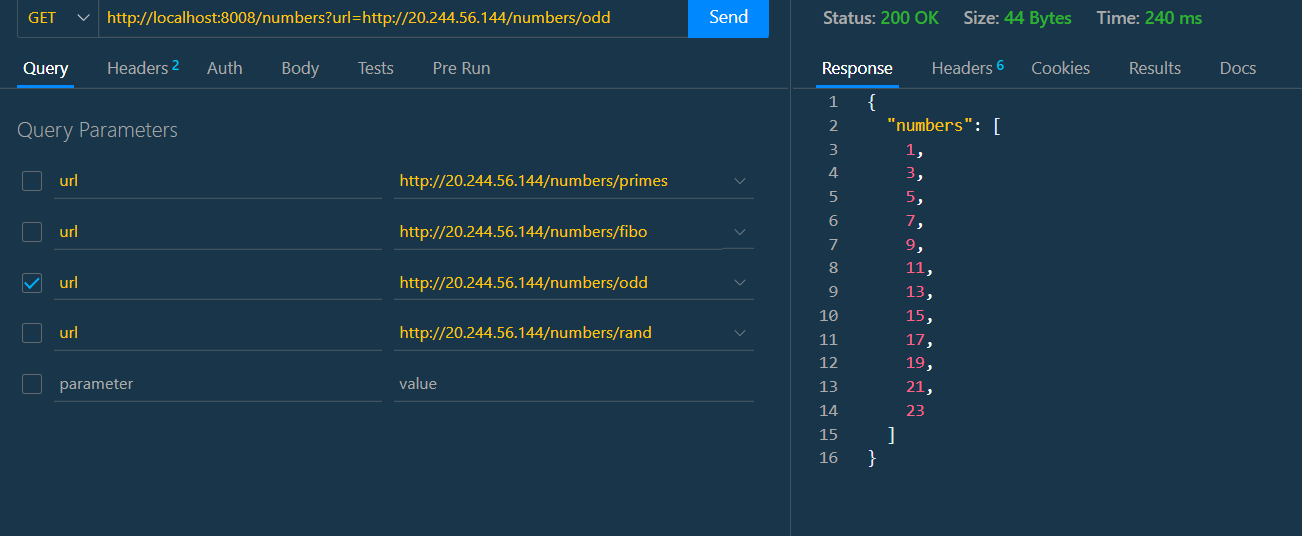 GET http://localhost:8008/numbers?url=http://20.244.56.144/numbers/odd Send
Query Headers 2 Auth Body Tests Pre Run
Query Parameters
url http://20.244.56.144/numbers/primes
url http://20.244.56.144/numbers/fibo
url http://20.244.56.144/numbers/odd
url http://20.244.56.144/numbers/rand
parameter value
Status: 200 OK Size: 44 Bytes Time: 240 ms
Response Headers 6 Cookies Results Docs
1 {
2 "numbers": [
3 1,
4 3,
5 5,
6 7,
7 9,
8 11,
9 13,
10 15,
11 17,
12 19,
13 21,
14 23
15 ]
16 }